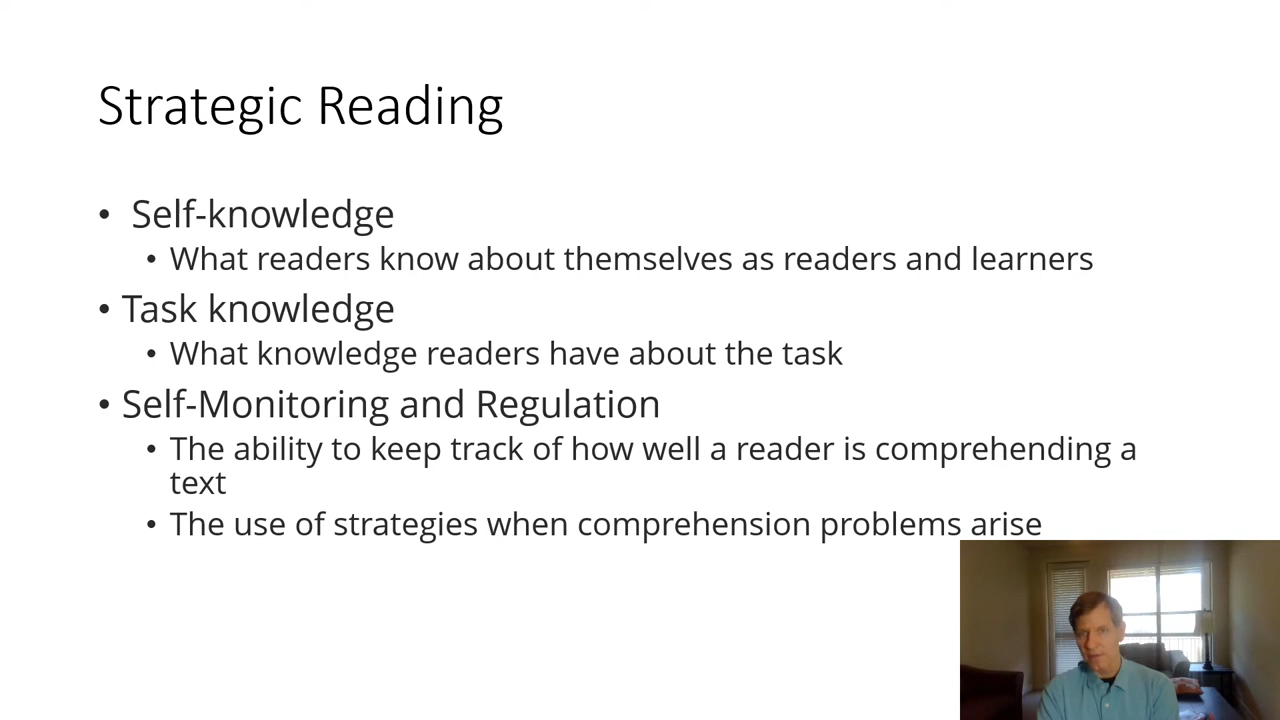 Strategic Reading
• Self-knowledge
• What readers know about themselves as readers and learners
• Task knowledge
• What knowledge readers have about the task
• Self-Monitoring and Regulation
• The ability to keep track of how well a reader is comprehending a
text
• The use of strategies when comprehension problems arise